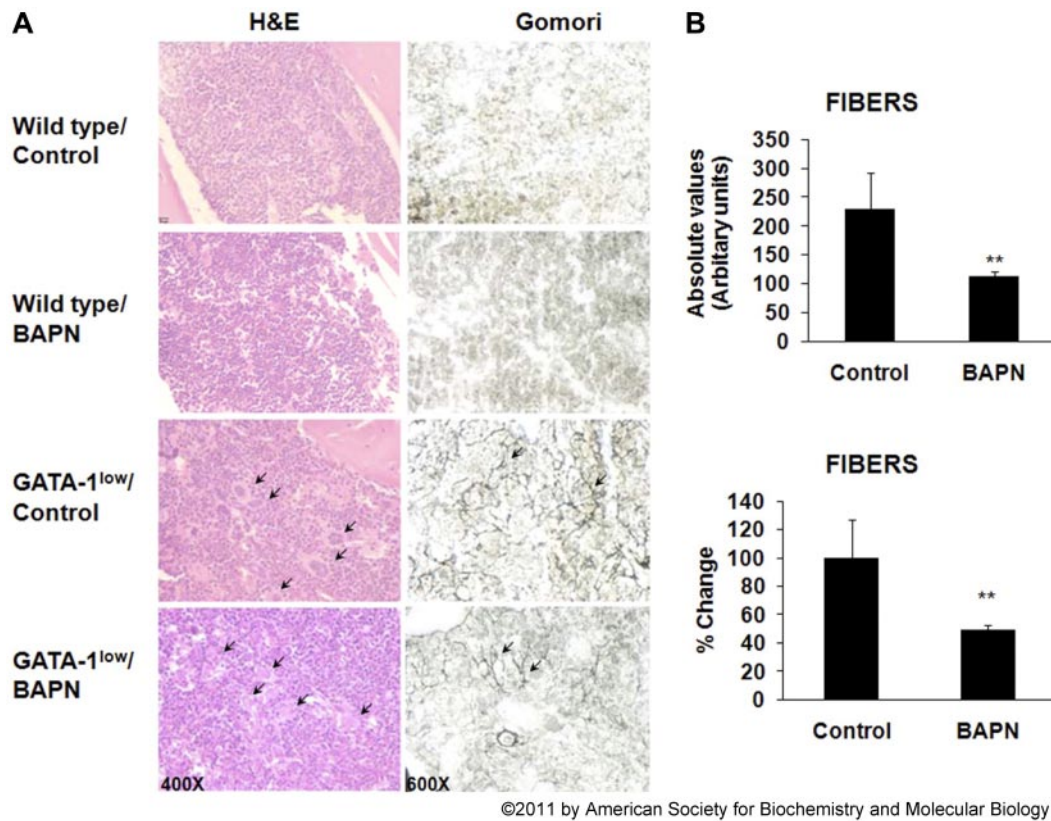 A
H&E
Gomori
Wild type/
Control
Wild type/
BAPN
GATA-1low/
Control
GATA-1low/
BAPN
400X
600X
B
FIBERS
Absolute values
(Arbitary units)
350
300
250
200
150
100
50
0
**
Control
BAPN
FIBERS
% Change
140
120
100
80
60
40
20
0
**
Control
BAPN
©2011 by American Society for Biochemistry and Molecular Biology